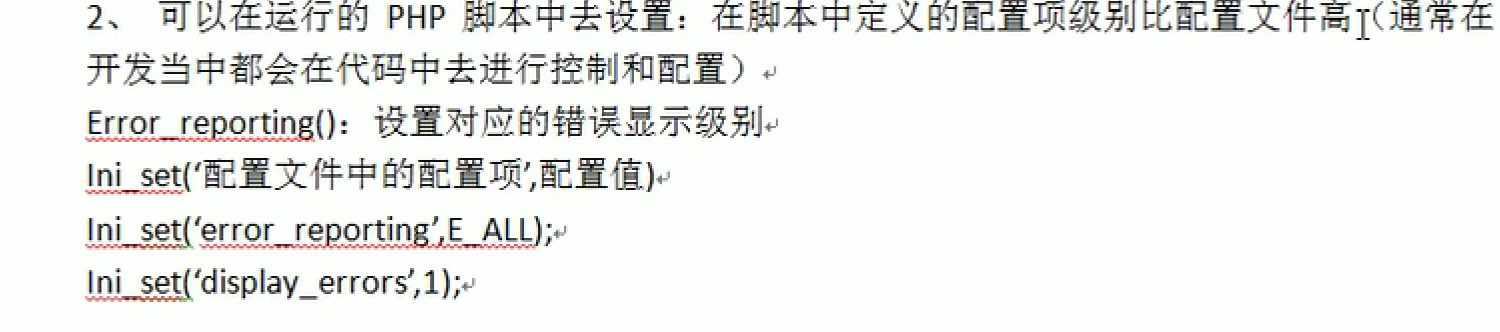 2、 可以在运行的 PHP 脚本中去设置：在脚本中定义的配置项级别比配置文件高（通常在
开发当中都会在代码中去进行控制和配置）
Error_reporting()：设置对应的错误显示级别
Ini_set(‘配置文件中的配置项’,配置值)
Ini_set(‘error_reporting’,E_ALL);
Ini_set(‘display_errors’,1);